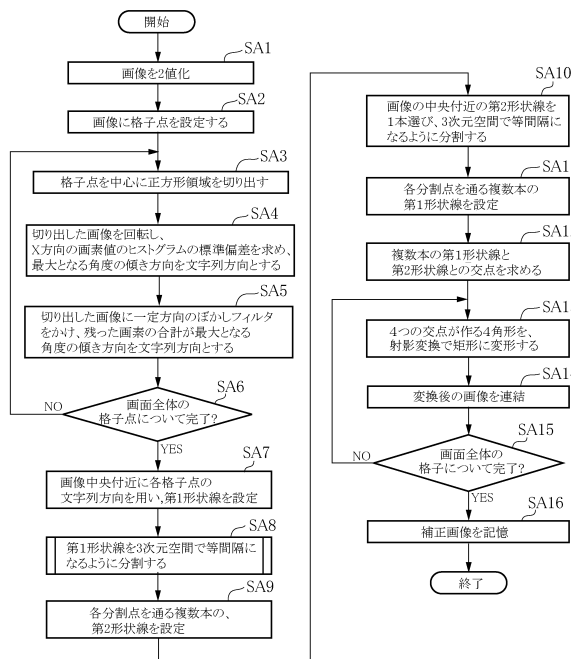 開始
SA1
画像を2値化
SA2
画像に格子点を設定する
SA3
格子点を中心に正方形領域を切り出す
SA4
切り出した画像を回転し、
X方向の画素値のヒストグラムの標準偏差を求め、
最大となる角度の傾き方向を文字列方向とする
SA5
切り出した画像に一定方向のぼかしフィルタ
をかけ、残った画素の合計が最大となる
角度の傾き方向を文字列方向とする
SA6
画面全体の
格子点について完了?
NO
YES
SA7
画像中央付近に各格子点の
文字列方向を用い,第1形状線を設定
SA8
第1形状線を3次元空間で等間隔に
なるように分割する
SA9
各分割点を通る複数本の、
第2形状線を設定
SA10
画像の中央付近の第2形状線を
1本選び、3次元空間で等間隔に
なるように分割する
SA1
各分割点を通る複数本の
第1形状線を設定
SA1
複数本の第1形状線と
第2形状線との交点を求める
SA1
4つの交点が作る4角形を、
射影変換で矩形に変形する
SA1
変換後の画像を連結
SA15
画面全体の
格子について完了?
NO
YES
SA16
補正画像を記憶
終了